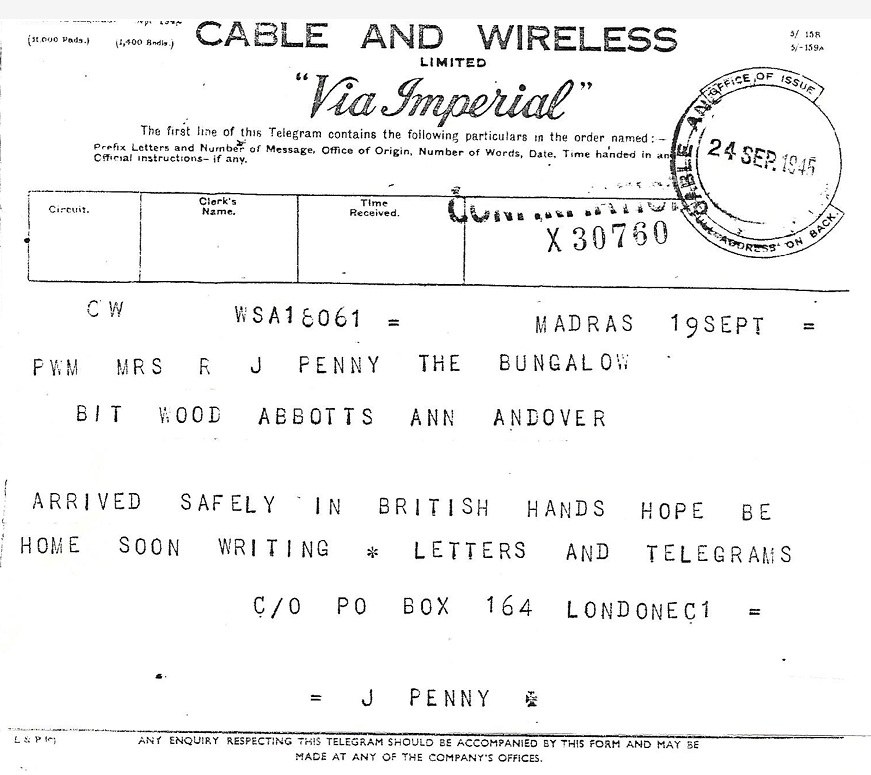 (31,000 Pads.) (1,400 Bndls.) CABLE AND WIRELESS 5/ 15B
5/-159A
LIMITED
"Via Imperial"
OFFICE OF ISSUE
CABLE AND
24 SEP. 1945
ADDRESS ON BACK.
The first line of this Telegram contains the following particulars in the order named :—
Prefix Letters and Number of Message, Office of Origin, Number of Words, Date, Time handed in and
Official instructions— if any.
Circuit. Clerk's Name. Time Received.
X 30760
CW WSA18061 = MADRAS 19SEPT =
PWM MRS R J PENNY THE BUNGALOW
BIT WOOD ABBOTTS ANN ANDOVER
ARRIVED SAFELY IN BRITISH HANDS HOPE BE
HOME SOON WRITING * LETTERS AND TELEGRAMS
C/O PO BOX 164 LONDONEC1 =
= J PENNY
L & P (C) ANY ENQUIRY RESPECTING THIS TELEGRAM SHOULD BE ACCOMPANIED BY THIS FORM AND MAY BE
MADE AT ANY OF THE COMPANY'S OFFICES.